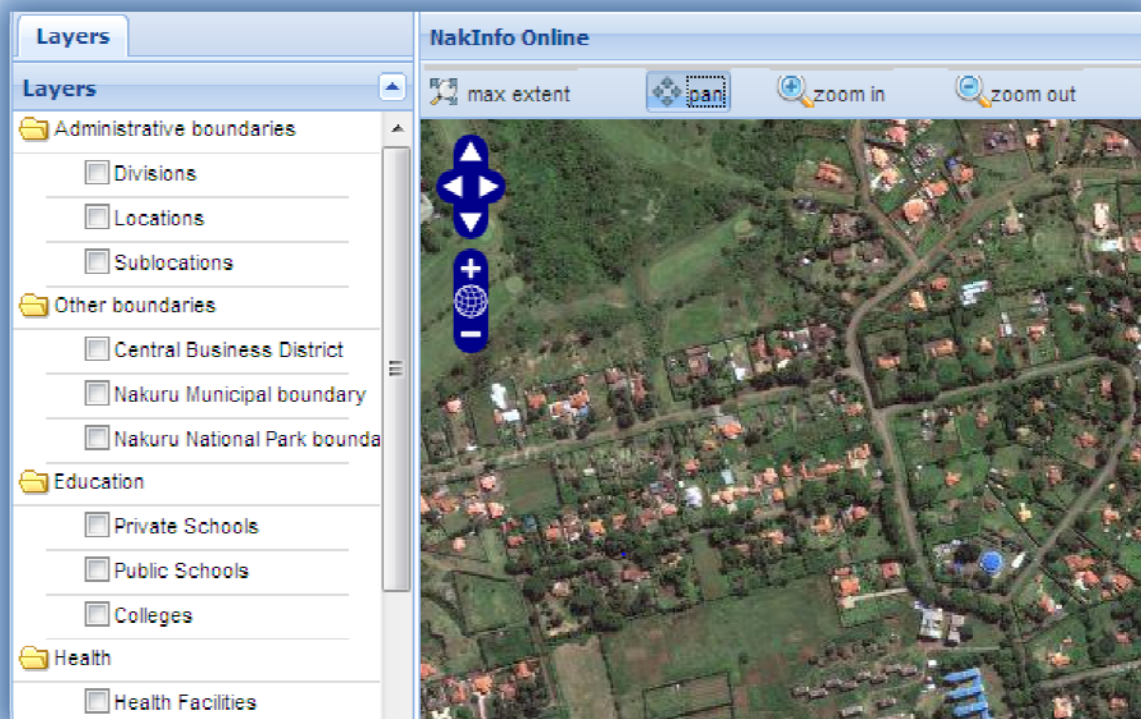 Layers
Layers
Administrative boundaries
Divisions
Locations
Sublocations
Other boundaries
Central Business District
Nakuru Municipal boundary
Nakuru National Park bounda
Education
Private Schools
Public Schools
Colleges
Health
Health Facilities
NakInfo Online
max extent pan zoom in zoom out